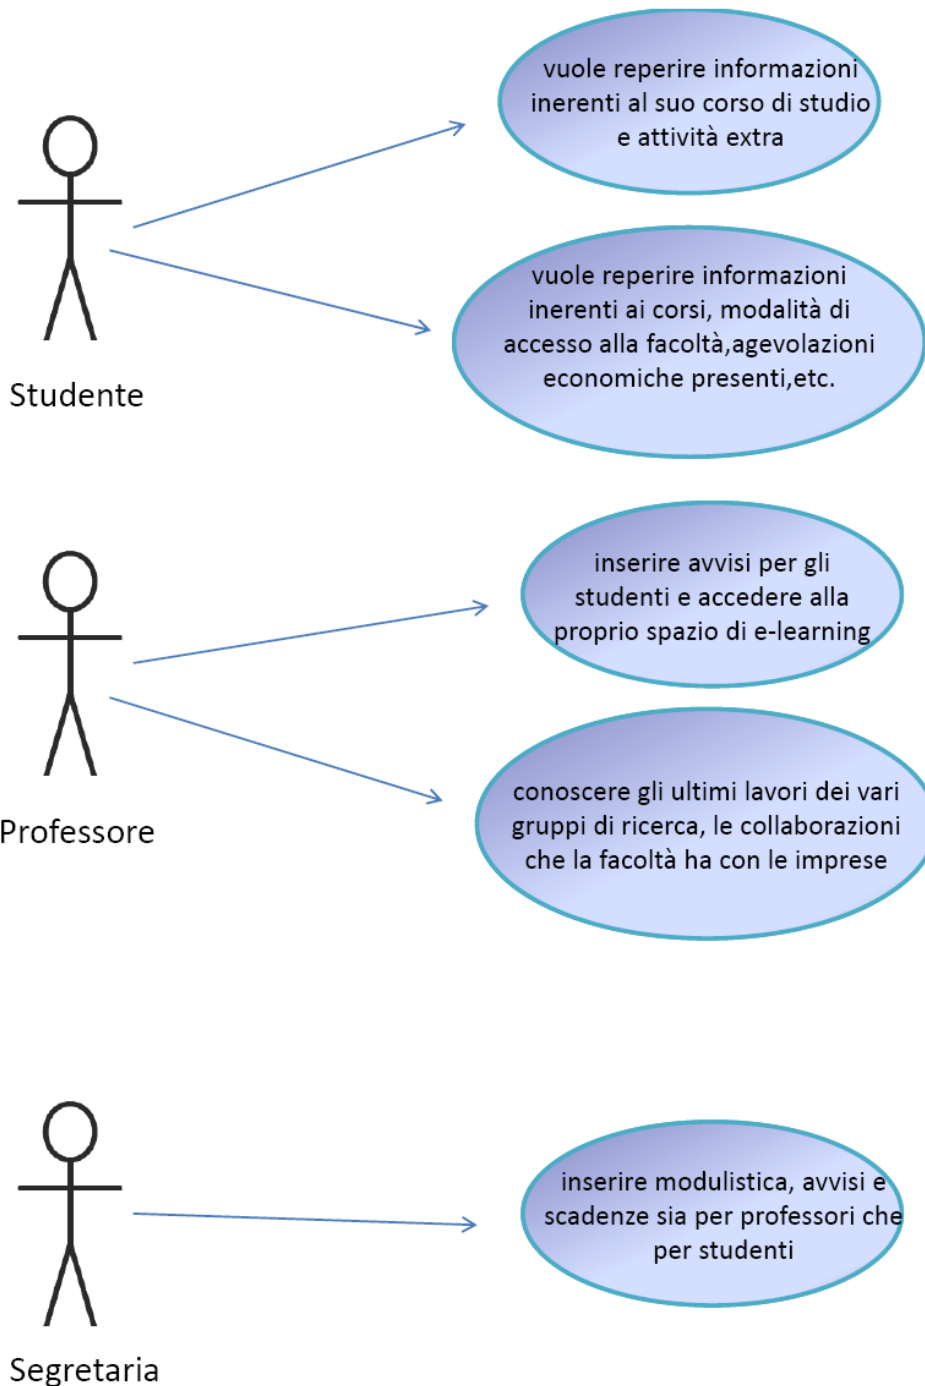 vuole reperire informazioni
inerenti al suo corso di studio
e attività extra
vuole reperire informazioni
inerenti ai corsi, modalità di
accesso alla facoltà,agevolazioni
economiche presenti,etc.
Studente
inserire avvisi per gli
studenti e accedere alla
proprio spazio di e-learning
conoscere gli ultimi lavori dei vari
gruppi di ricerca, le collaborazioni
che la facoltà ha con le imprese
Professore
inserire modulistica, avvisi e
scadenze sia per professori che
per studenti
Segretaria